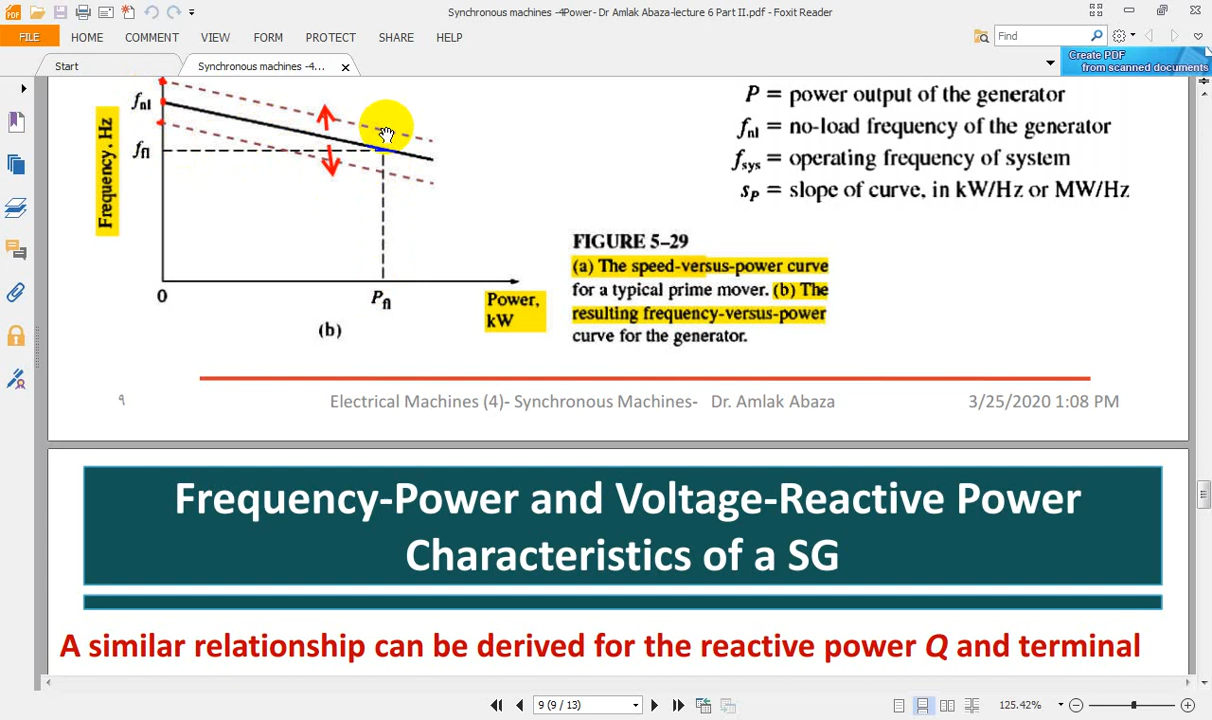 Synchronous machines -4Power- Dr Amlak Abaza-lecture 6 Part II.pdf - Foxit Reader
FILE HOME COMMENT VIEW FORM PROTECT SHARE HELP
Find
Create PDF
from scanned documents
Start
Synchronous machines -4...
Frequency, Hz
fnl
ffl
0
Pfl
Power,
kW
(b)
P = power output of the generator
fnl = no-load frequency of the generator
fsys = operating frequency of system
sP = slope of curve, in kW/Hz or MW/Hz
FIGURE 5–29
(a) The speed-versus-power curve
for a typical prime mover. (b) The
resulting frequency-versus-power
curve for the generator.
٩
Electrical Machines (4)- Synchronous Machines- Dr. Amlak Abaza
3/25/2020 1:08 PM
Frequency-Power and Voltage-Reactive Power
Characteristics of a SG
A similar relationship can be derived for the reactive power Q and terminal
9 (9 / 13)
125.42%